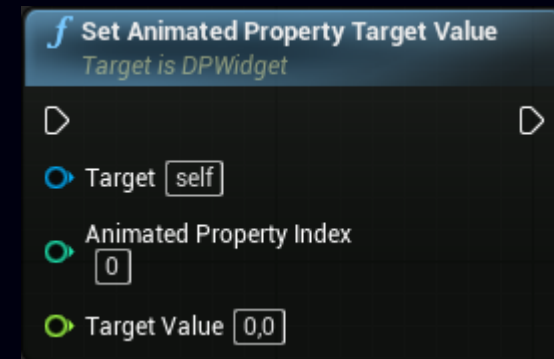 f Set Animated Property Target Value
Target is DPWidget
Target self
Animated Property Index
0
Target Value 0,0